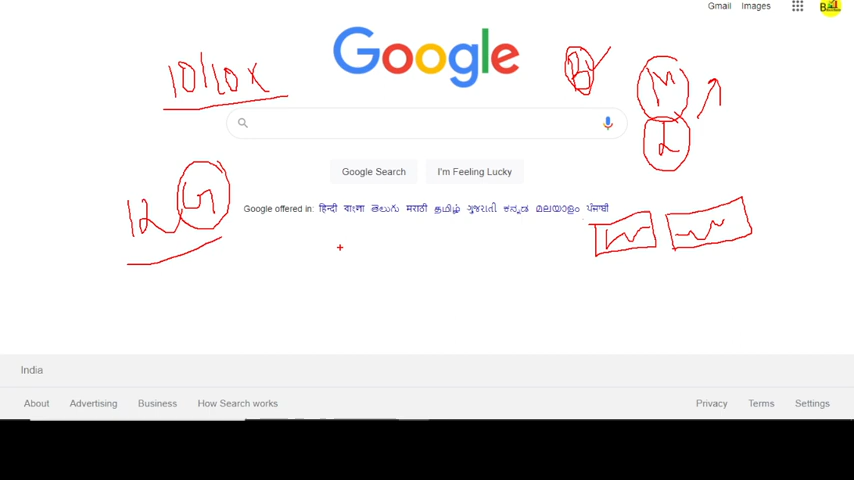 Gmail Images
Google
Google Search I'm Feeling Lucky
Google offered in: हिन्दी বাংলা తెలుగు मराठी தமிழ் ગુજરાતી ಕನ್ನಡ മലയാളം ਪੰਜਾਬੀ
India
About Advertising Business How Search works Privacy Terms Settings